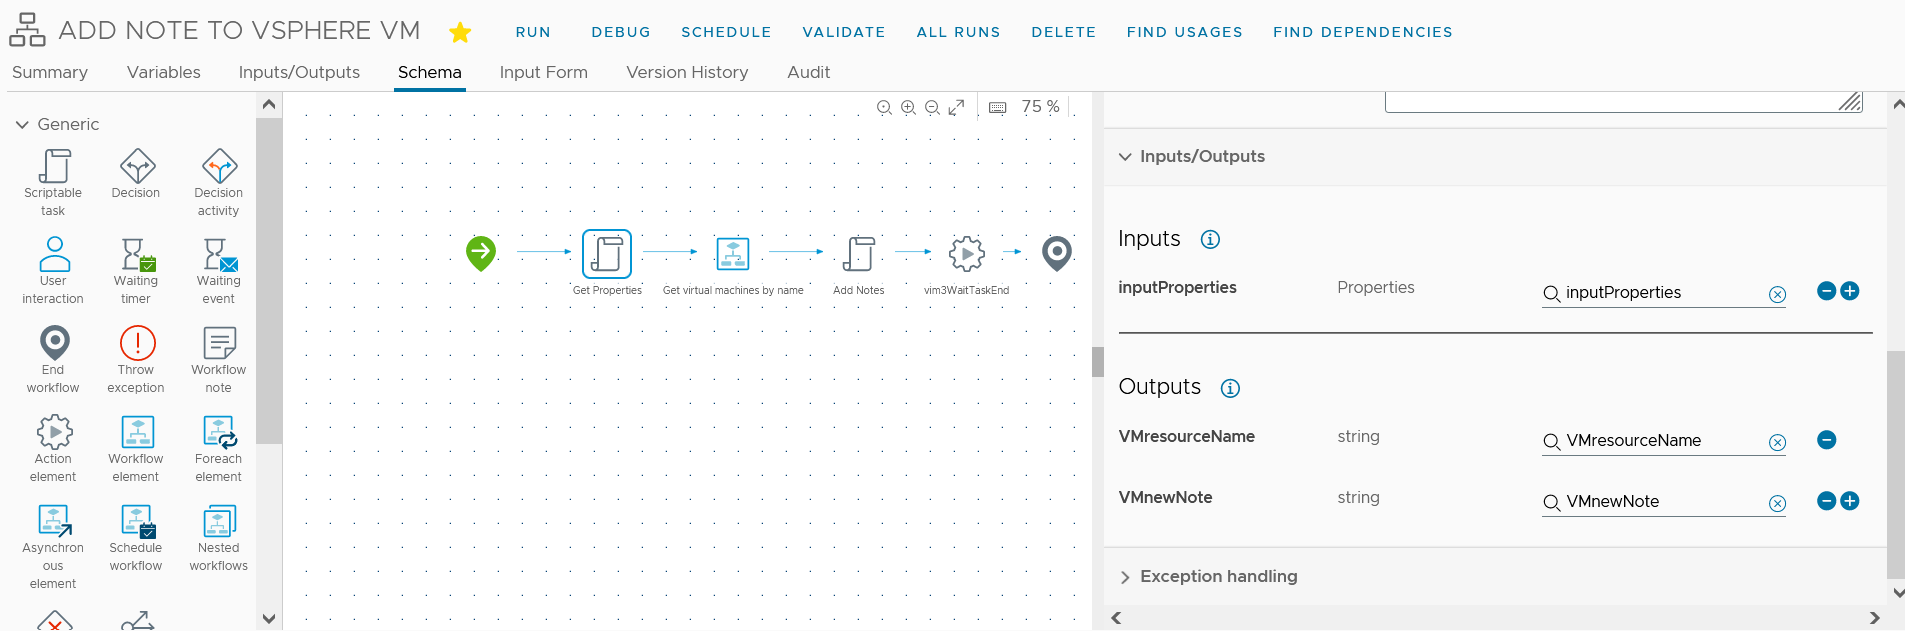 ADD NOTE TO VSPHERE VM
RUN DEBUG SCHEDULE VALIDATE ALL RUNS DELETE FIND USAGES FIND DEPENDENCIES
Summary Variables Inputs/Outputs Schema Input Form Version History Audit
Generic
Scriptable task
Decision
Decision activity
User interaction
Waiting timer
Waiting event
End workflow
Throw exception
Workflow note
Action element
Workflow element
Foreach element
Asynchron
ous
element
Schedule workflow
Nested workflows
75 %
Get Properties
Get virtual machines by name
Add Notes
vim3WaitTaskEnd
Inputs/Outputs
Inputs
inputProperties Properties inputProperties
Outputs
VMresourceName string VMresourceName
VMnewNote string VMnewNote
Exception handling